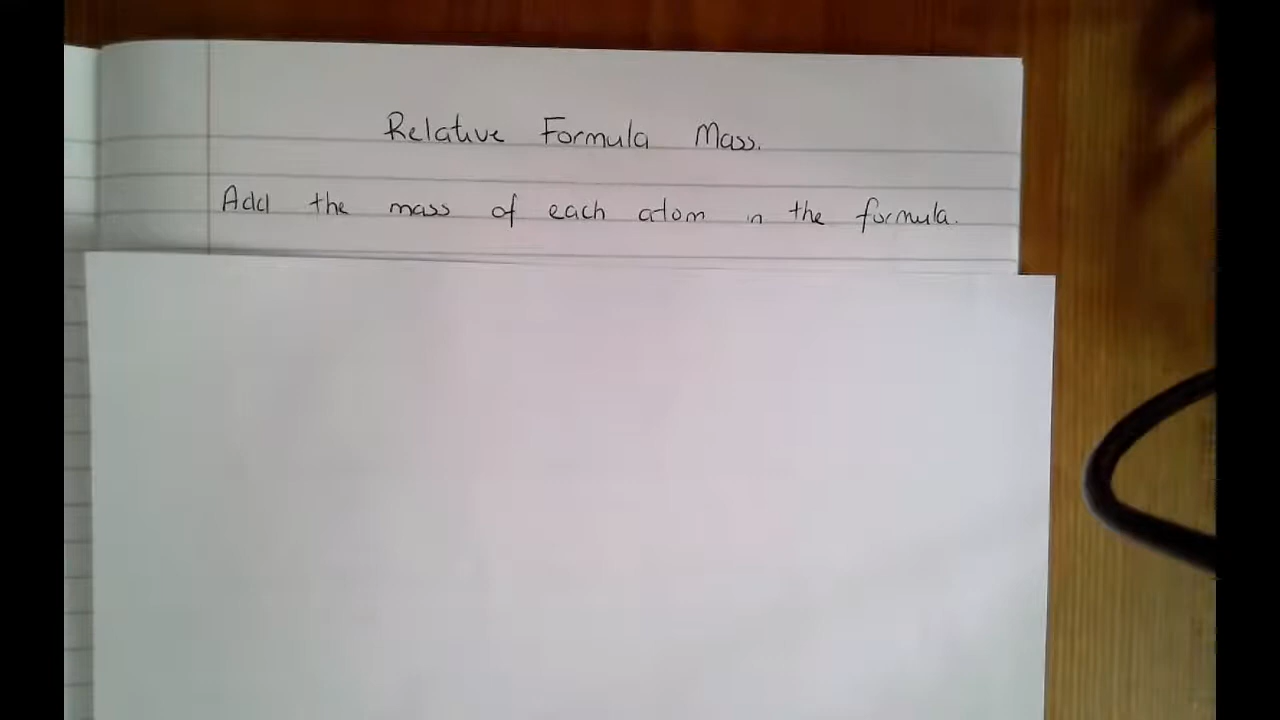 Relative Formula Mass.
Add the mass of each atom in the formula.